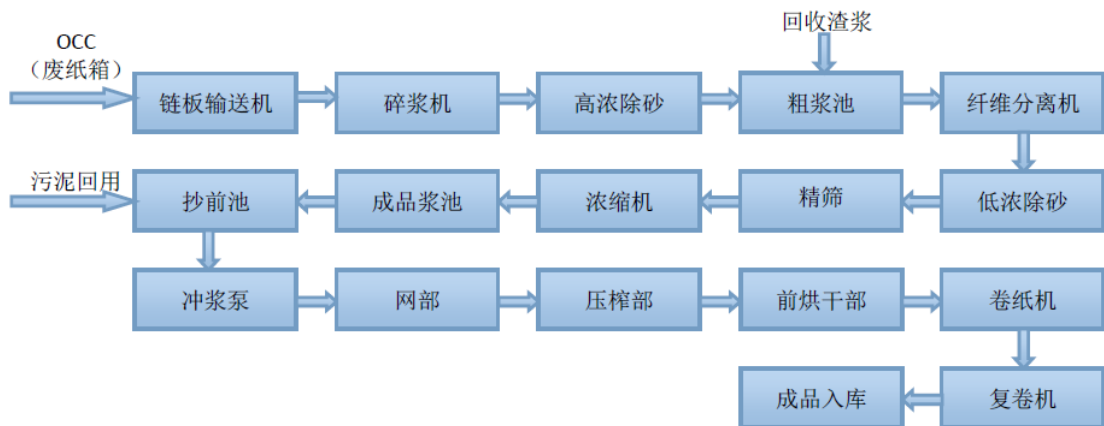 回收渣浆
OCC
（废纸箱）
链板输送机
碎浆机
高浓除砂
粗浆池
纤维分离机
污泥回用
抄前池
成品浆池
浓缩机
精筛
低浓除砂
冲浆泵
网部
压榨部
前烘干部
卷纸机
成品入库
复卷机